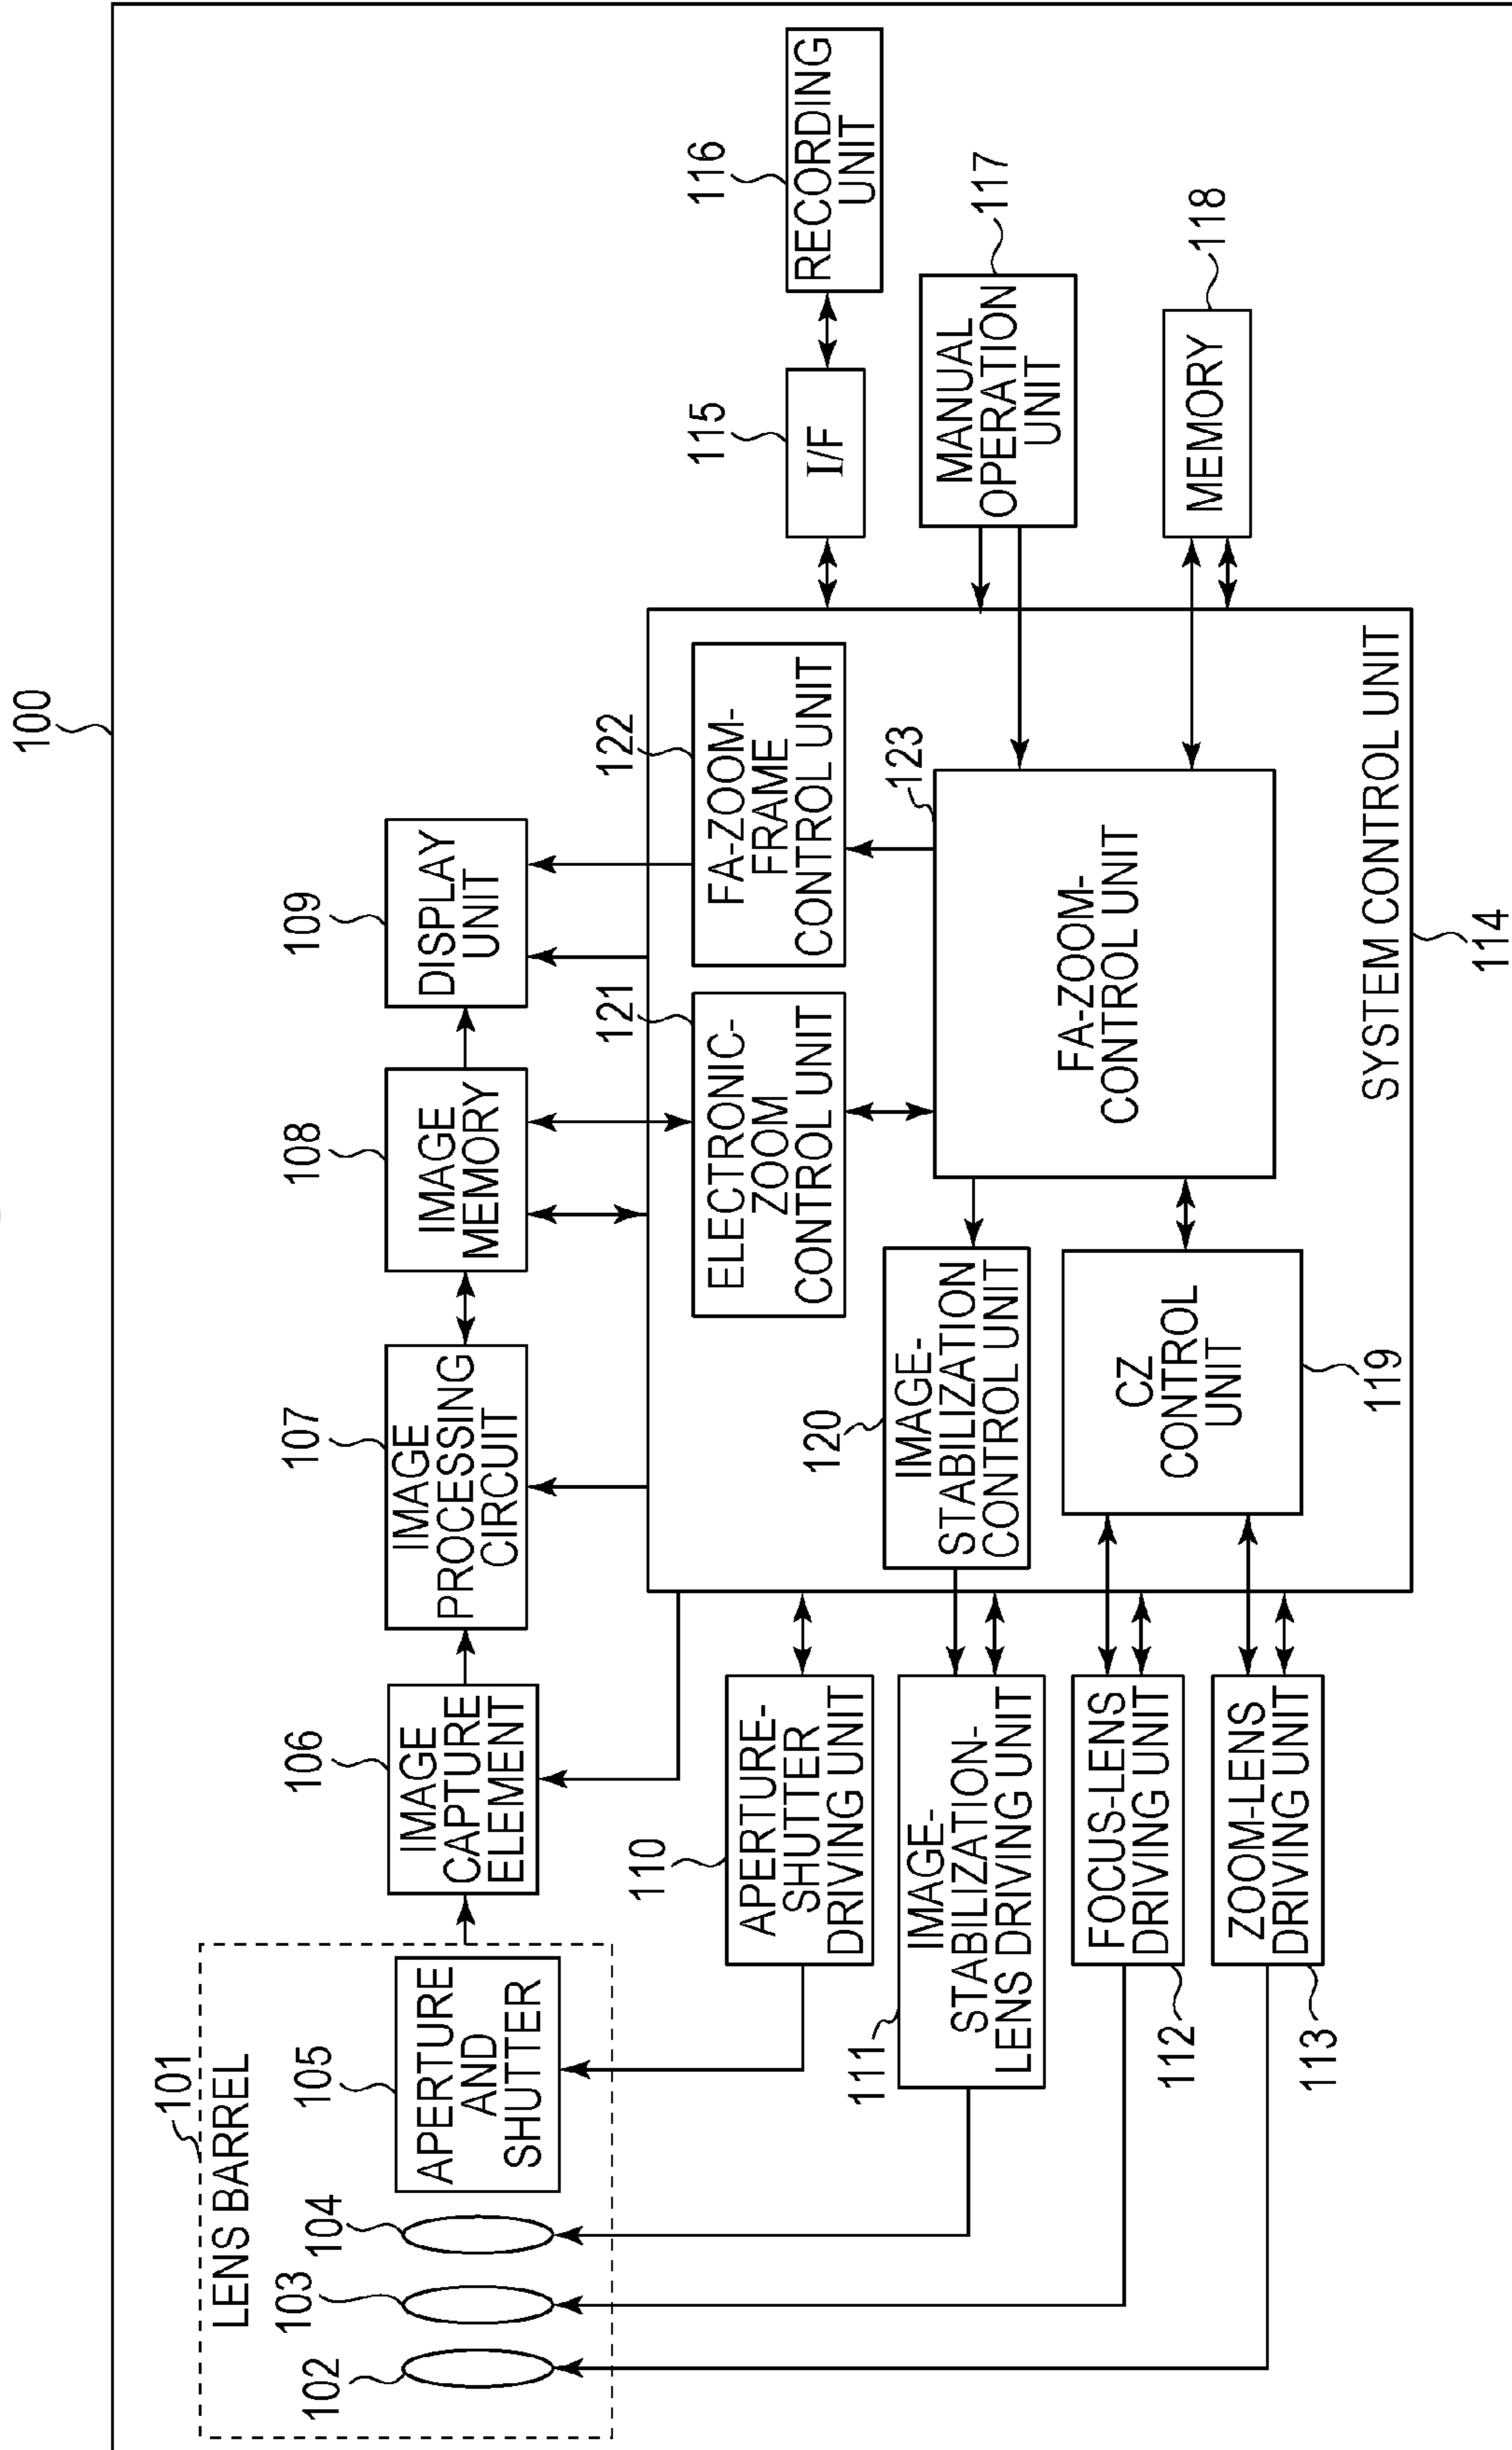 100
101
LENS BARREL
102
103
104
105
APERTURE
AND
SHUTTER
106
IMAGE
CAPTURE
ELEMENT
107
IMAGE
PROCESSING
CIRCUIT
108
IMAGE
MEMORY
109
DISPLAY
UNIT
110
APERTURE-
SHUTTER
DRIVING UNIT
111
IMAGE-
STABILIZATION-
LENS DRIVING UNIT
FOCUS-LENS
DRIVING UNIT
112
ZOOM-LENS
DRIVING UNIT
113
121
ELECTRONIC-
ZOOM
CONTROL UNIT
122
FA-ZOOM-
FRAME
CONTROL UNIT
120
IMAGE-
STABILIZATION
CONTROL UNIT
123
FA-ZOOM-
CONTROL UNIT
CZ
CONTROL
UNIT
119
SYSTEM CONTROL UNIT
114
115
I/F
116
RECORDING
UNIT
MANUAL
OPERATION
UNIT
117
MEMORY
118